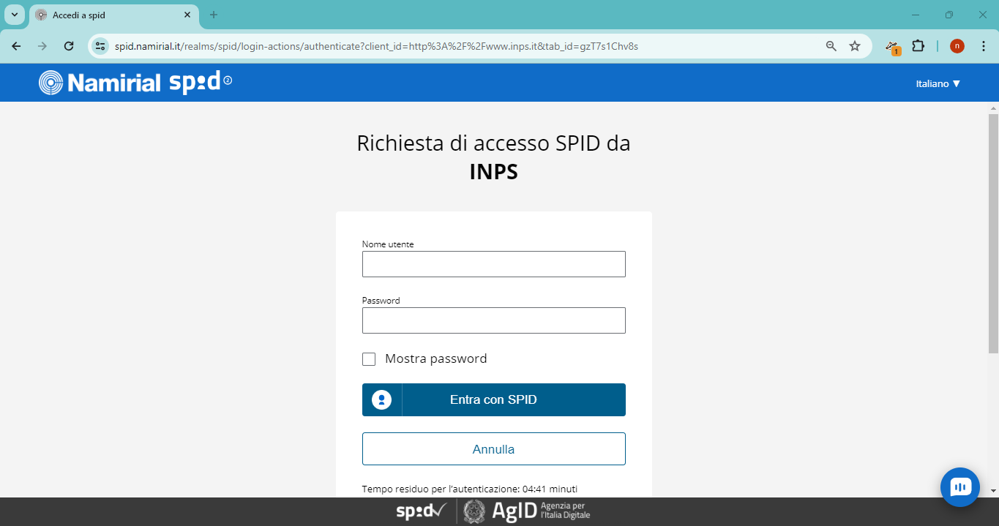 Accedi a spid
spid.namirial.it/realms/spid/login-actions/authenticate?client_id=http%3A%2F%2Fwww.inps.it&tab_id=gzT7s1Chv8s
1
n
Namirial spid 2
Italiano ▼
Richiesta di accesso SPID da
INPS
Nome utente
Password
Mostra password
Entra con SPID
Annulla
Tempo residuo per l'autenticazione: 04:41 minuti
spid AgID Agenzia per
l'Italia Digitale